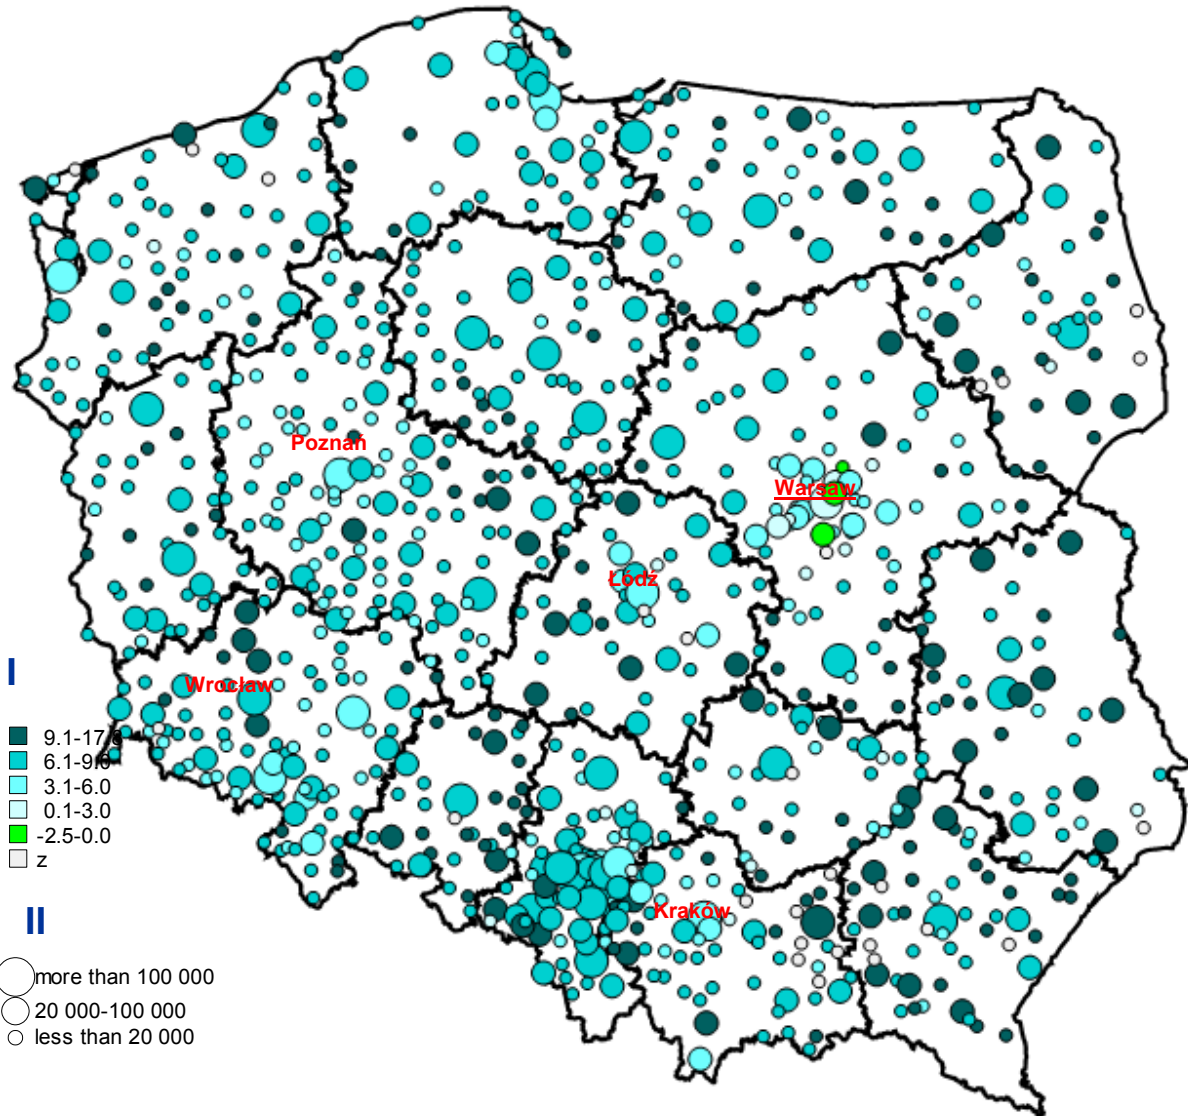 Poznań
Warsaw
Łódź
I
Wrocław
9.1-17
6.1-9.0
3.1-6.0
0.1-3.0
-2.5-0.0
z
II
Kraków
more than 100 000
20 000-100 000
less than 20 000